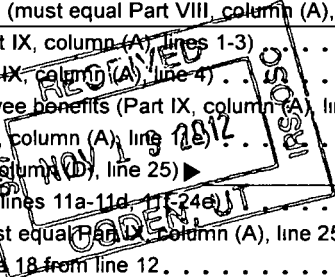 (must equal Part VIII, column (A),
t IX, column (A), lines 1-3)
IX, column (A), line 4)
ee benefits (Part IX, column (A), li
column (A), line 11e)
column (D), line 25) ▶
lines 11a-11d, 11f-24e)
st equal Part IX, column (A), line 25
18 from line 12
RECEIVED
NOV 19 2012
IRS-OSC
OGDEN, UT